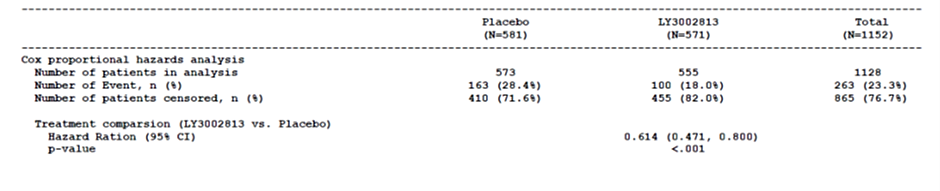 Placebo LY3002813 Total
(N=581) (N=571) (N=1152)
Cox proportional hazards analysis
Number of patients in analysis 573 555 1128
Number of Event, n (%) 163 (28.4%) 100 (18.0%) 263 (23.3%)
Number of patients censored, n (%) 410 (71.6%) 455 (82.0%) 865 (76.7%)
Treatment comparsion (LY3002813 vs. Placebo)
Hazard Ration (95% CI) 0.614 (0.471, 0.800)
p-value <.001